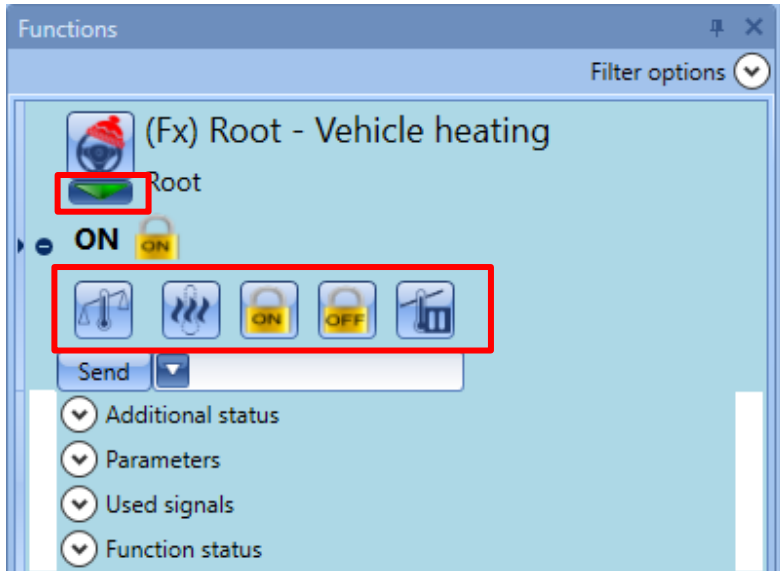 Functions
Filter options
(Fx) Root - Vehicle heating
Root
ON ON
ON OFF
Send
Additional status
Parameters
Used signals
Function status